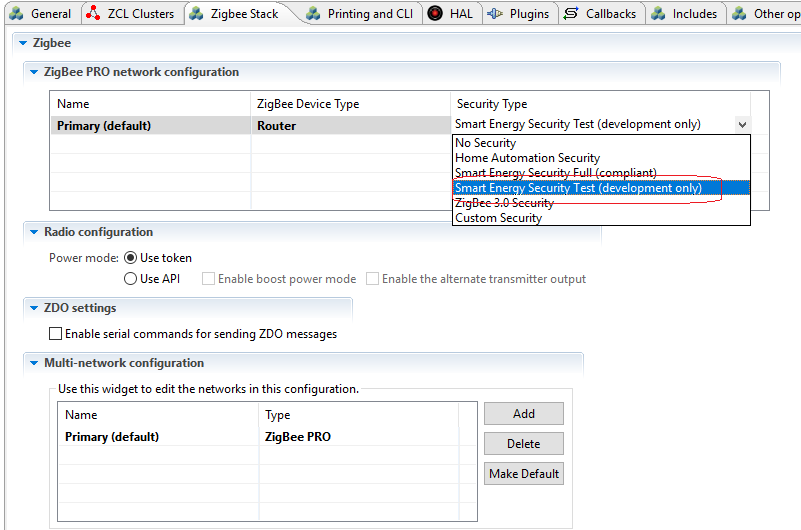 General ZCL Clusters Zigbee Stack Printing and CLI HAL Plugins Callbacks Includes Other op
Zigbee
ZigBee PRO network configuration
Name ZigBee Device Type Security Type
Primary (default) Router Smart Energy Security Test (development only)
No Security
Home Automation Security
Smart Energy Security Full (compliant)
Smart Energy Security Test (development only)
ZigBee 3.0 Security
Custom Security
Radio configuration
Power mode: Use token
Use API Enable boost power mode Enable the alternate transmitter output
ZDO settings
Enable serial commands for sending ZDO messages
Multi-network configuration
Use this widget to edit the networks in this configuration.
Name Type Add
Primary (default) ZigBee PRO
Delete
Make Default